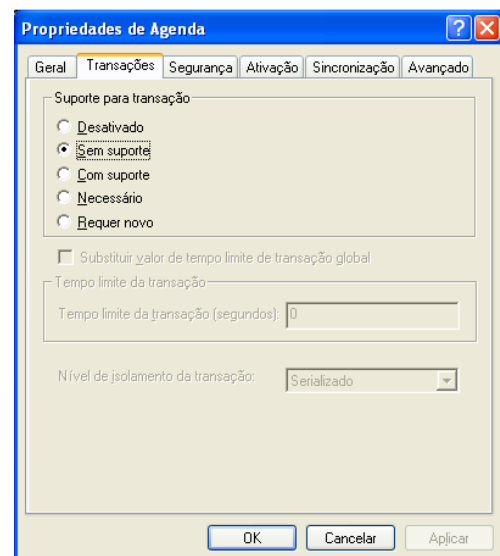 Propriedades de Agenda
Geral Transações Segurança Ativação Sincronização Avançado
Suporte para transação
Desativado
Sem suporte
Com suporte
Necessário
Requer novo
Substituir valor de tempo limite de transação global
Tempo limite da transação
Tempo limite da transação (segundos): 0
Nível de isolamento da transação: Serializado
OK Cancelar Aplicar